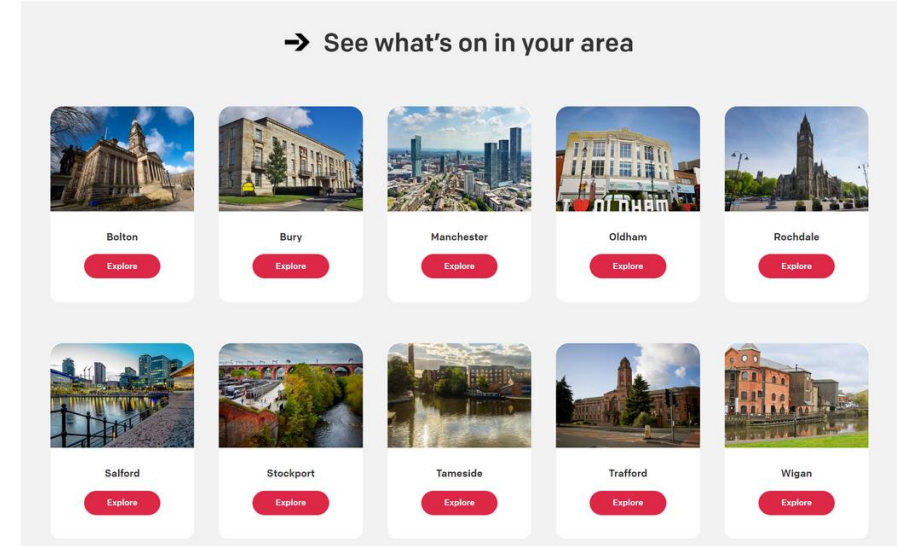 → See what's on in your area
Bolton
Bury
Manchester
Oldham
Rochdale
Explore
Explore
Explore
Explore
Explore
I ❤ OLDHAM
Salford
Stockport
Tameside
Trafford
Wigan
Explore
Explore
Explore
Explore
Explore